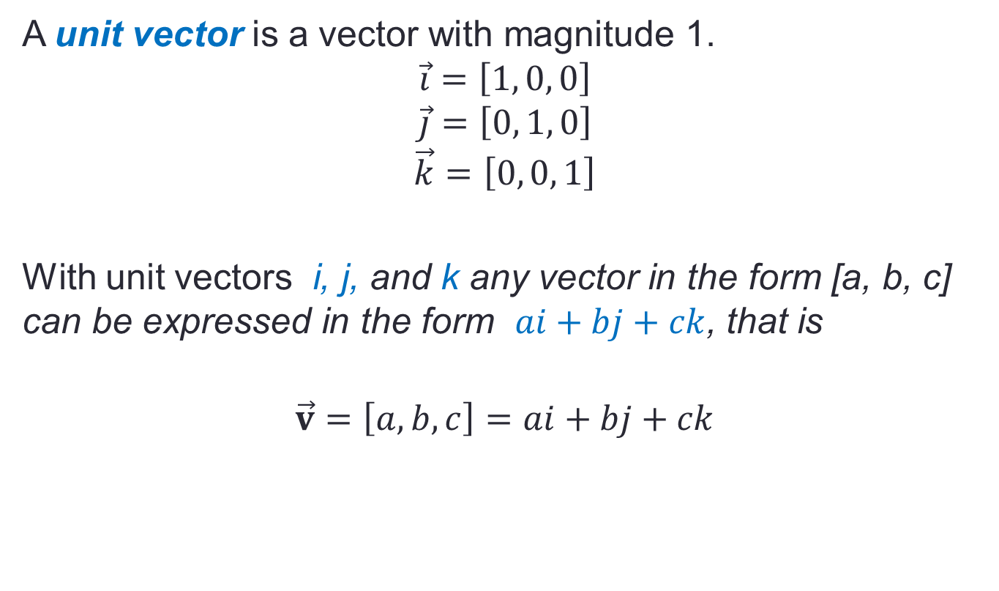 A unit vector is a vector with magnitude 1.
$\vec{\imath} = [1, 0, 0]$
$\vec{\jmath} = [0, 1, 0]$
$\vec{k} = [0, 0, 1]$
With unit vectors i, j, and k any vector in the form [a, b, c]
can be expressed in the form $ai + bj + ck$, that is
$\vec{\mathbf{v}} = [a, b, c] = ai + bj + ck$